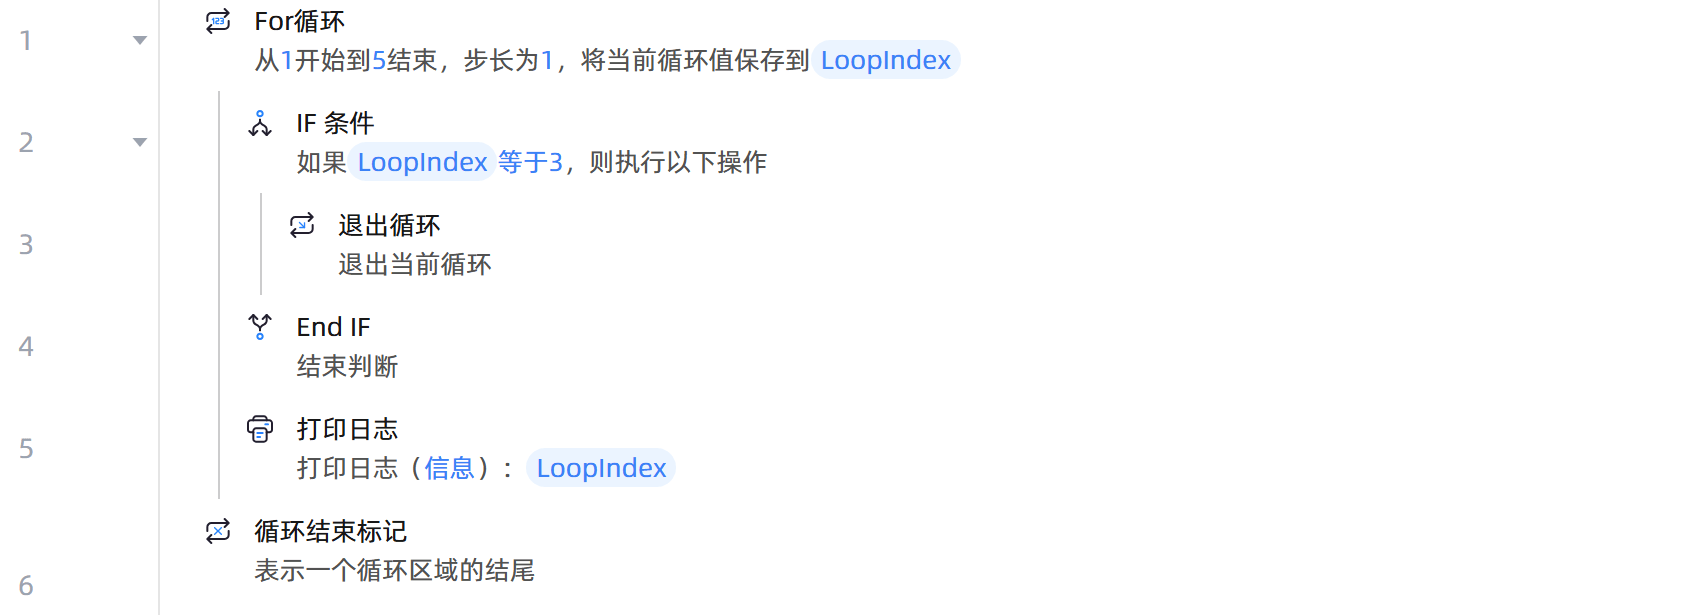 1
For循环
从1开始到5结束，步长为1，将当前循环值保存到 LoopIndex
2
IF 条件
如果 LoopIndex 等于3，则执行以下操作
3
退出循环
退出当前循环
4
End IF
结束判断
5
打印日志
打印日志（信息）： LoopIndex
6
循环结束标记
表示一个循环区域的结尾